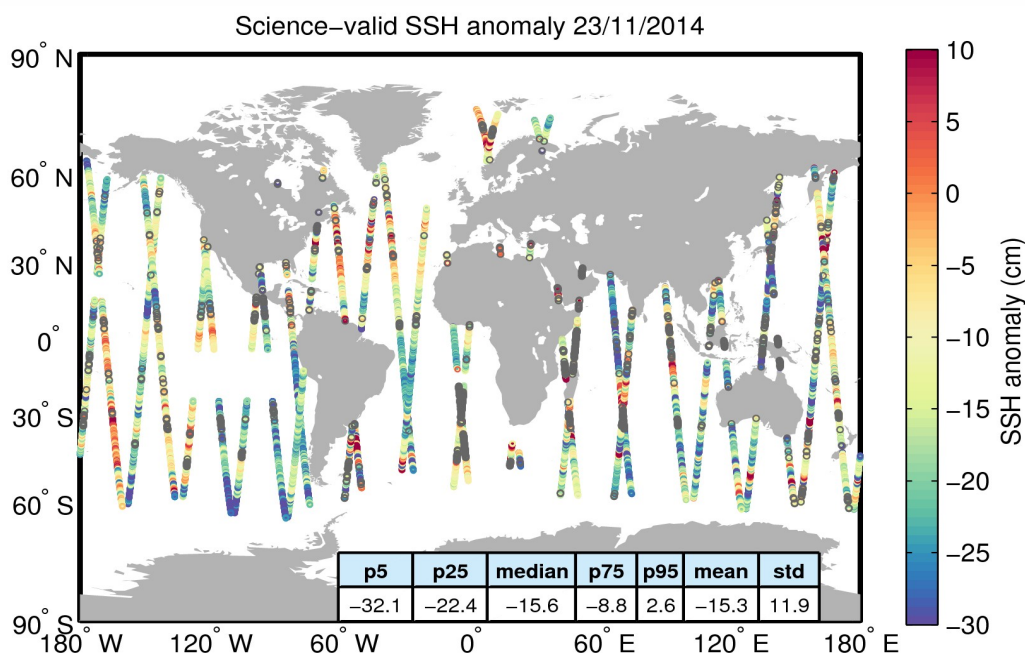 Science−valid SSH anomaly 23/11/2014
90° N
60° N
30° N
0°
30° S
60° S
90° S
180° W
120° W
60° W
0°
60° E
120° E
180° E
p5 p25 median p75 p95 mean std
−32.1 −22.4 −15.6 −8.8 2.6 −15.3 11.9
10
5
0
−5
−10
−15
−20
−25
−30
SSH anomaly (cm)